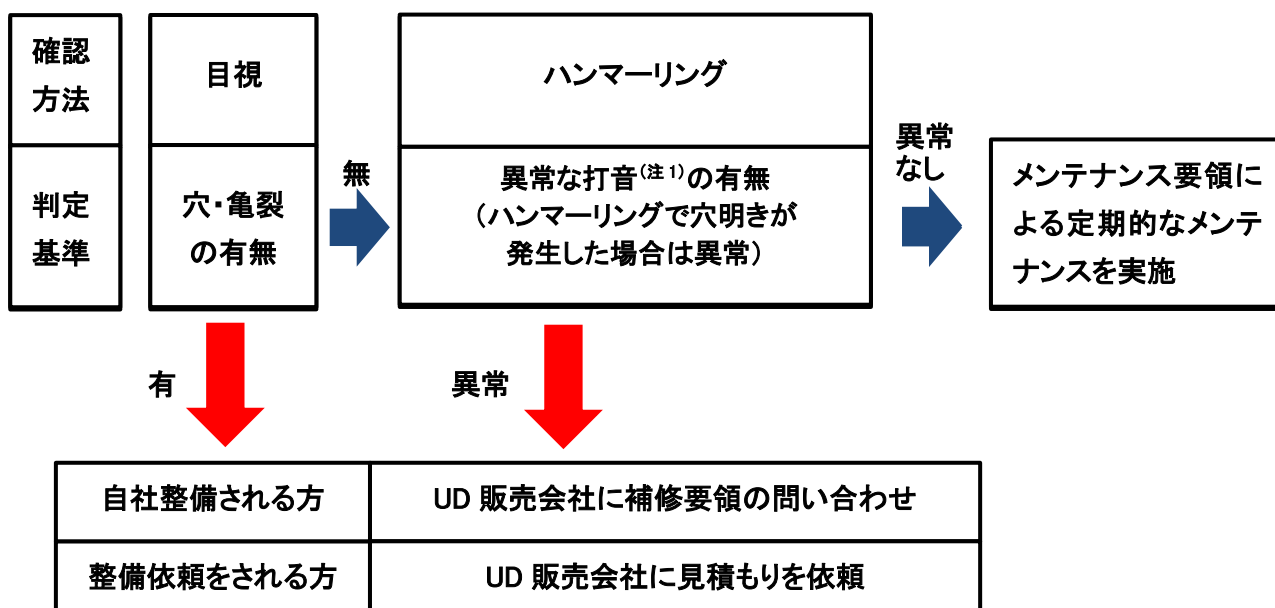 確認
方法
目視
ハンマーリング
判定
基準
穴・亀裂
の有無
無
異常な打音(注1)の有無
(ハンマーリングで穴明きが
発生した場合は異常)
異常
なし
メンテナンス要領に
よる定期的なメンテ
ナンスを実施
有
異常
自社整備される方
UD 販売会社に補修要領の問い合わせ
整備依頼をされる方
UD 販売会社に見積もりを依頼